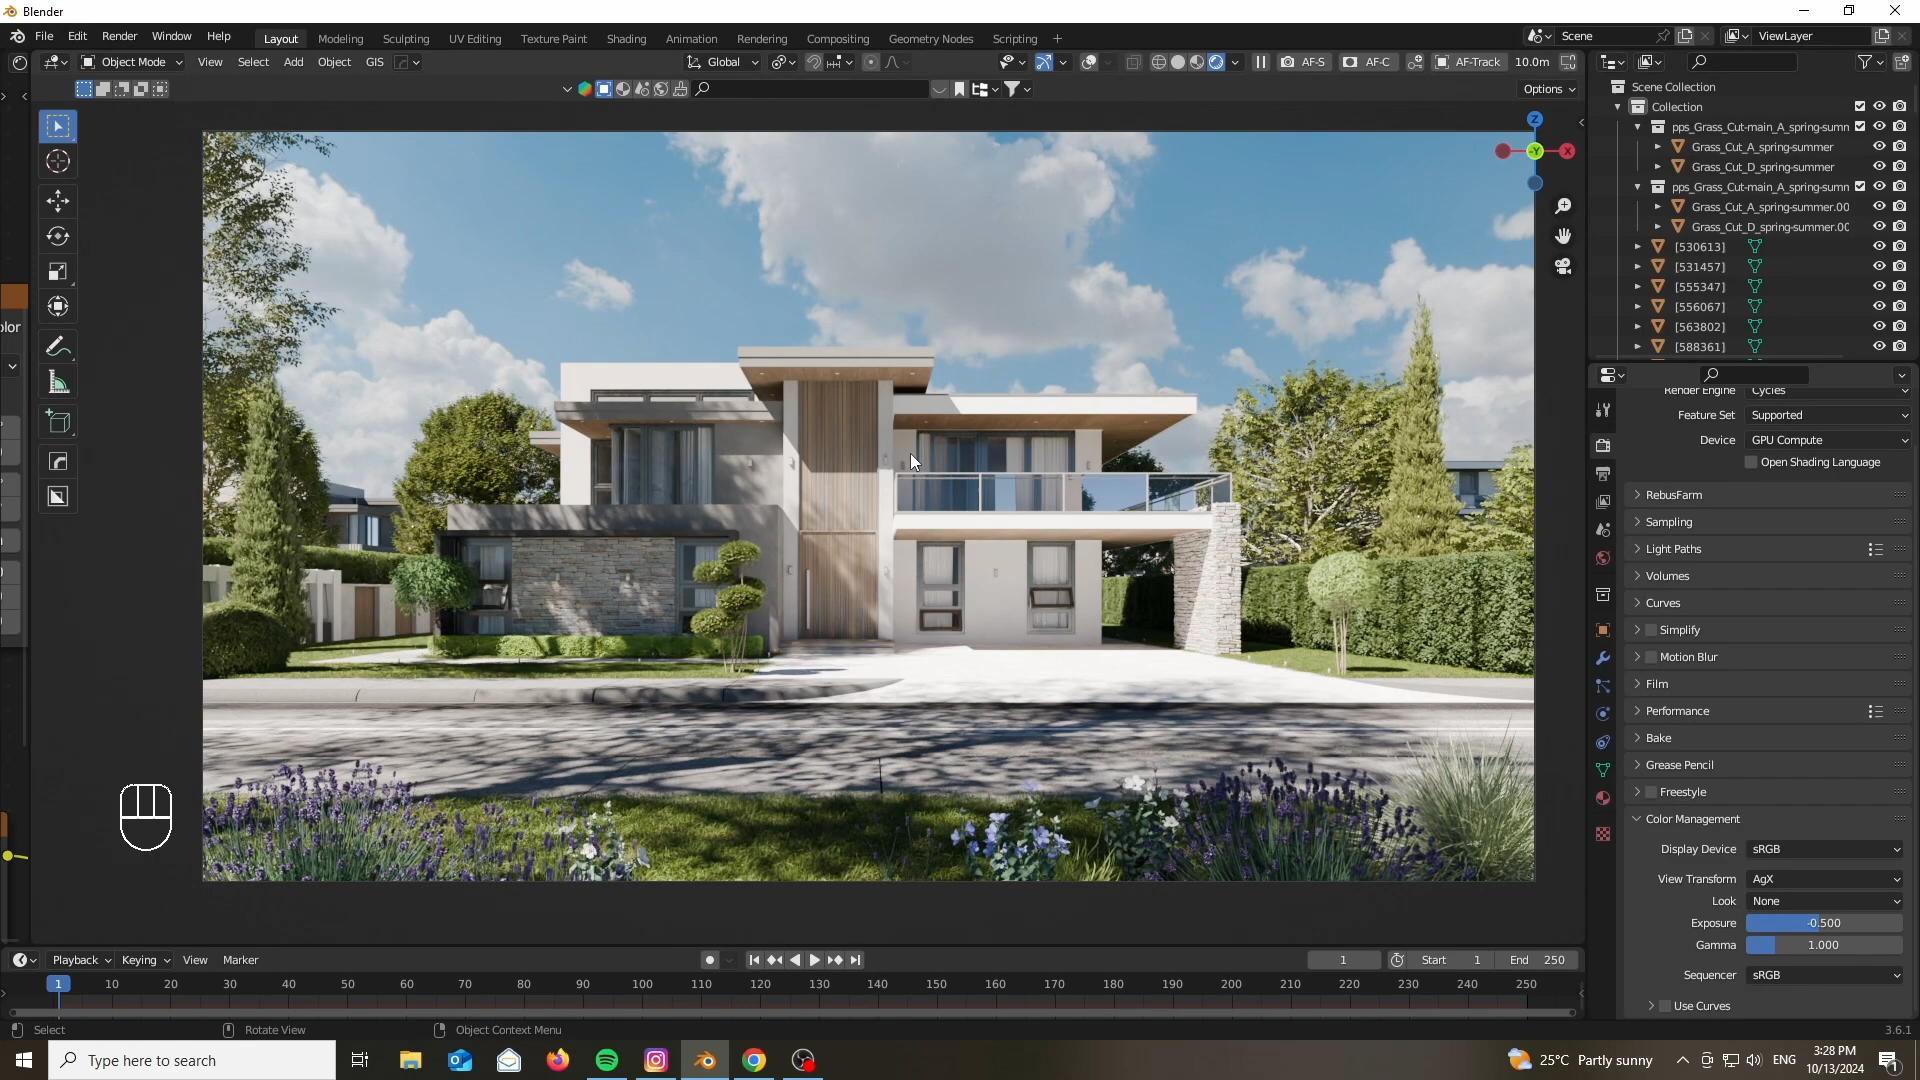 Blender
File Edit Render Window Help
Layout Modeling Sculpting UV Editing Texture Paint Shading Animation Rendering Compositing Geometry Nodes Scripting
Scene
ViewLayer
Object Mode View Select Add Object GIS
Global
AF-S AF-C AF-Track 10.0m
Options
Z
-Y X
Scene Collection
Collection
pps_Grass_Cut-main_A_spring-sumn
Grass_Cut_A_spring-summer
Grass_Cut_D_spring-summer
pps_Grass_Cut-main_A_spring-sumn
Grass_Cut_A_spring-summer.00
Grass_Cut_D_spring-summer.00
[530613]
[531457]
[555347]
[556067]
[563802]
[588361]
olor
Render Engine Cycles
Feature Set Supported
Device GPU Compute
Open Shading Language
RebusFarm
Sampling
Light Paths
Volumes
Curves
Simplify
Motion Blur
Film
Performance
Bake
Grease Pencil
Freestyle
Color Management
Display Device sRGB
View Transform AgX
Look None
Exposure -0.500
Gamma 1.000
Sequencer sRGB
Use Curves
Playback Keying View Marker
1 Start 1 End 250
1 10 20 30 40 50 60 70 80 90 100 110 120 130 140 150 160 170 180 190 200 210 220 230 240 250
Select Rotate View Object Context Menu
3.6.1
Type here to search
25°C Partly sunny
ENG
3:28 PM
10/13/2024
1